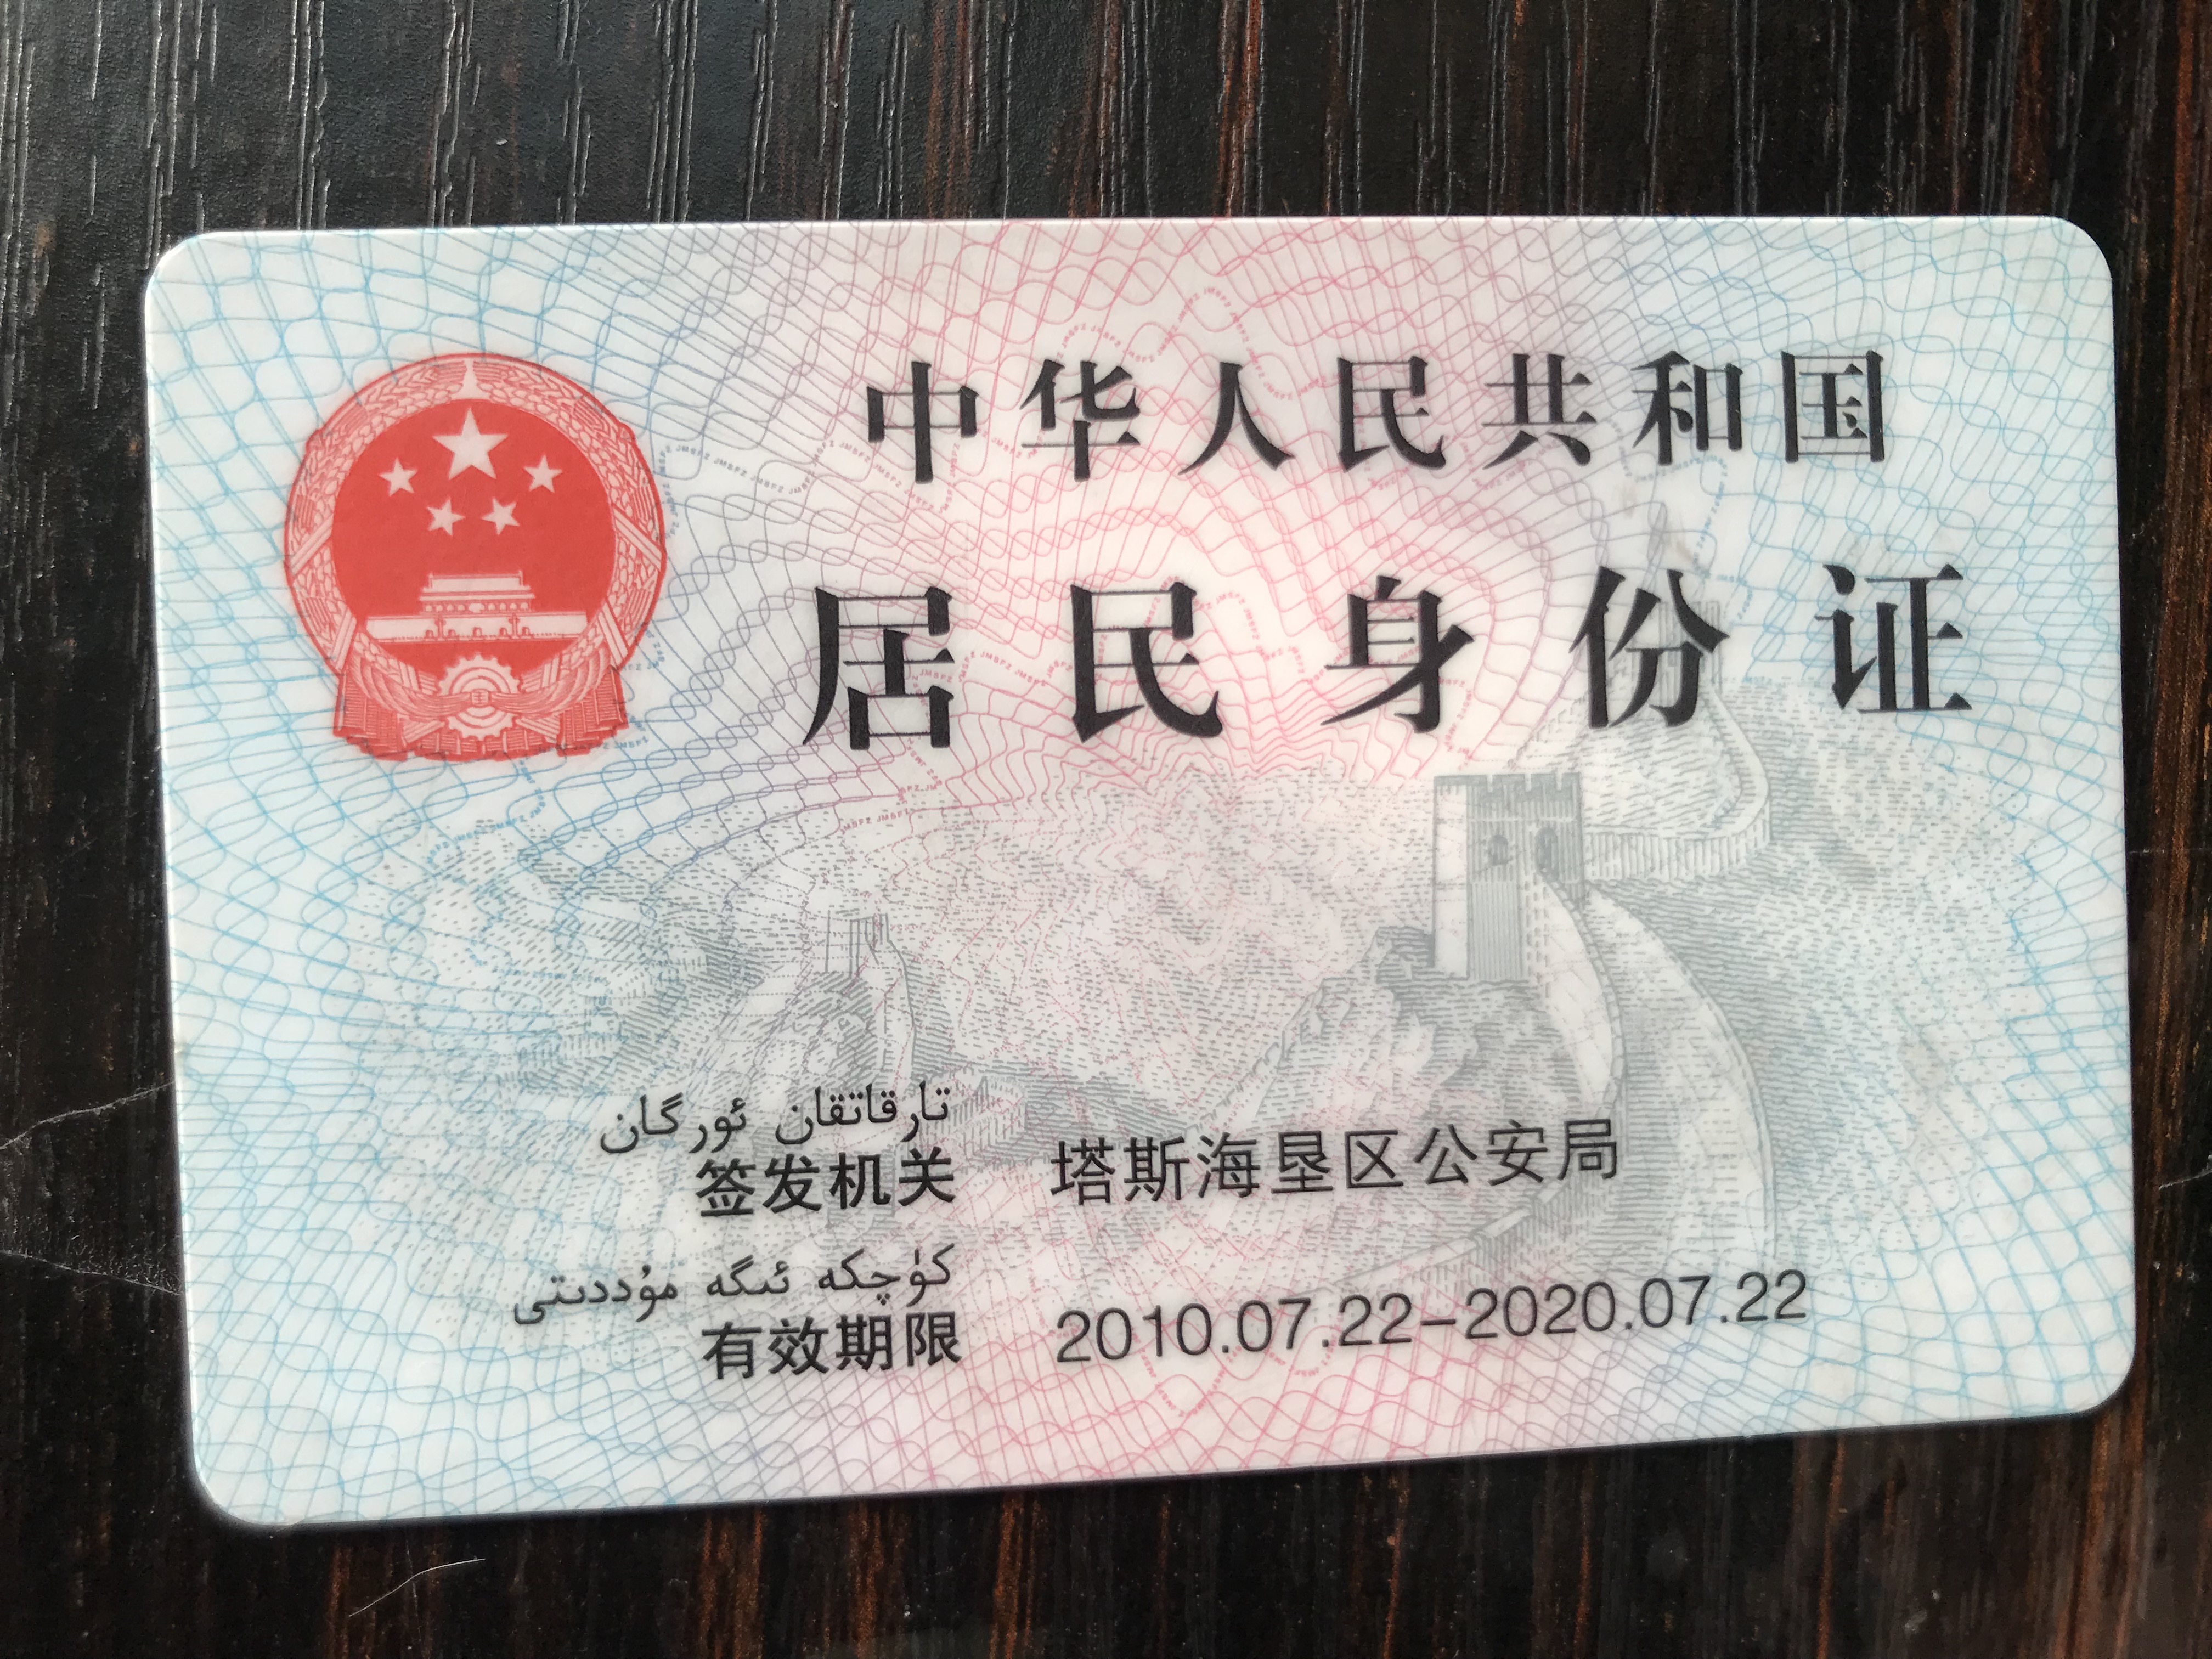 中华人民共和国
居民身份证
تارقاتقان ئورگان
签发机关 塔斯海垦区公安局
كۈچكە ئىگە مۇددىتى
有效期限 2010.07.22-2020.07.22